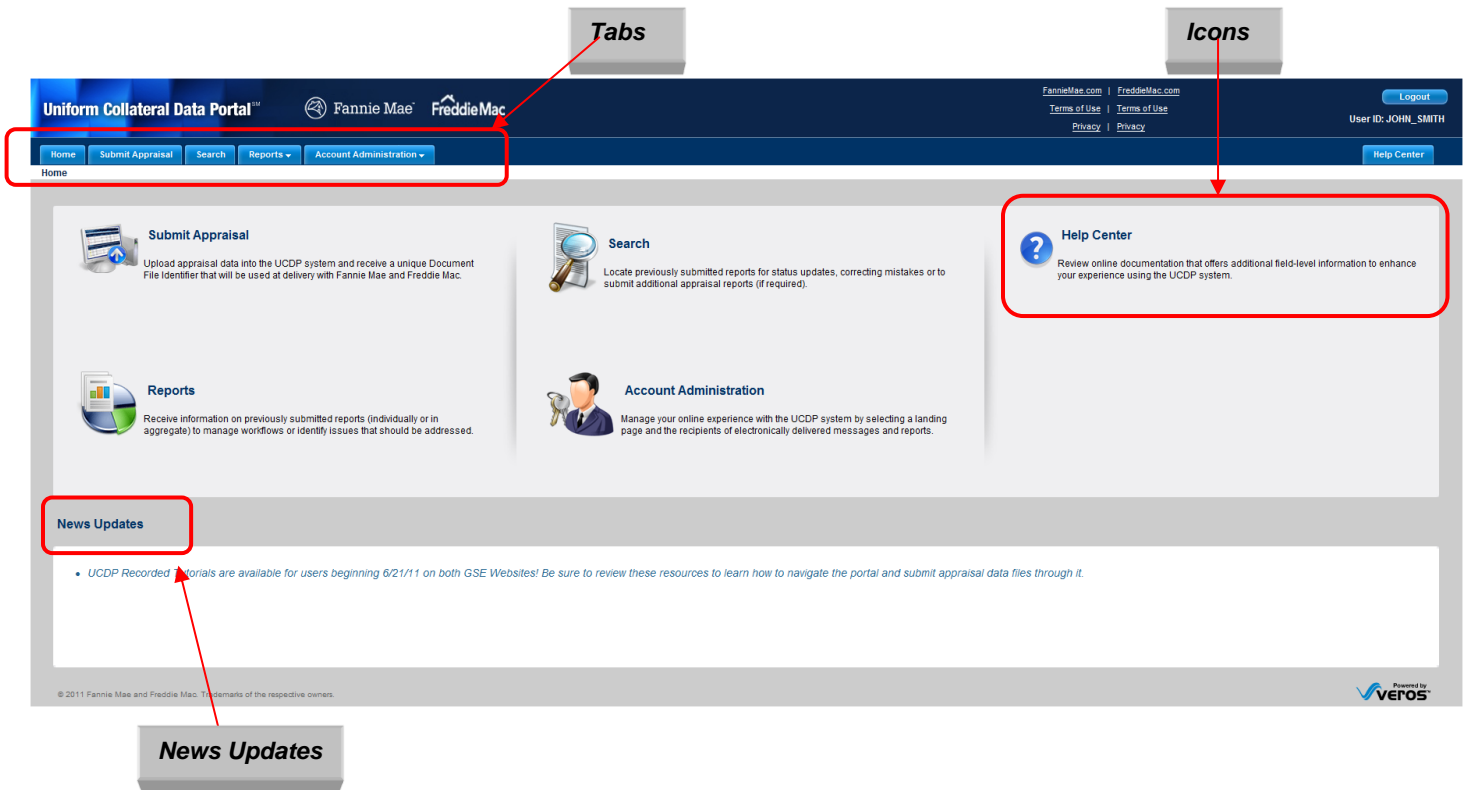 Tabs
Icons
Uniform Collateral Data Portal℠
Fannie Mae
Freddie Mac
FannieMae.com | FreddieMac.com
Terms of Use | Terms of Use
Privacy | Privacy
Logout
User ID: JOHN_SMITH
Home
Submit Appraisal
Search
Reports
Account Administration
Help Center
Home
Submit Appraisal
Upload appraisal data into the UCDP system and receive a unique Document
File Identifier that will be used at delivery with Fannie Mae and Freddie Mac.
Search
Locate previously submitted reports for status updates, correcting mistakes or to
submit additional appraisal reports (if required).
Help Center
Review online documentation that offers additional field-level information to enhance
your experience using the UCDP system.
Reports
Receive information on previously submitted reports (individually or in
aggregate) to manage workflows or identify issues that should be addressed.
Account Administration
Manage your online experience with the UCDP system by selecting a landing
page and the recipients of electronically delivered messages and reports.
News Updates
• UCDP Recorded Tutorials are available for users beginning 6/21/11 on both GSE Websites! Be sure to review these resources to learn how to navigate the portal and submit appraisal data files through it.
© 2011 Fannie Mae and Freddie Mac. Trademarks of the respective owners.
Powered by
veros™
News Updates